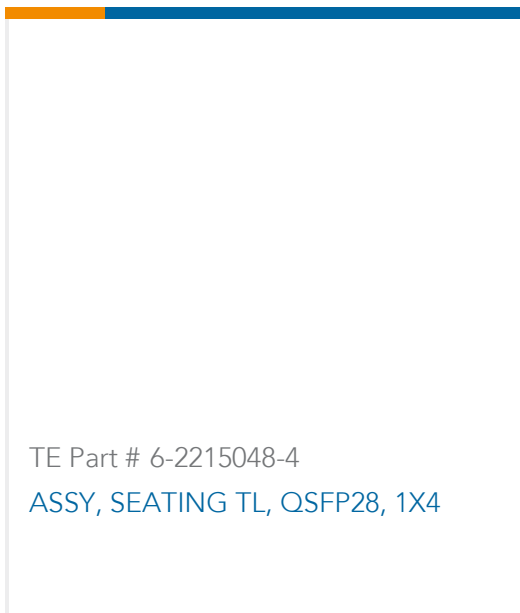 TE Part # 6-2215048-4
ASSY, SEATING TL, QSFP28, 1X4